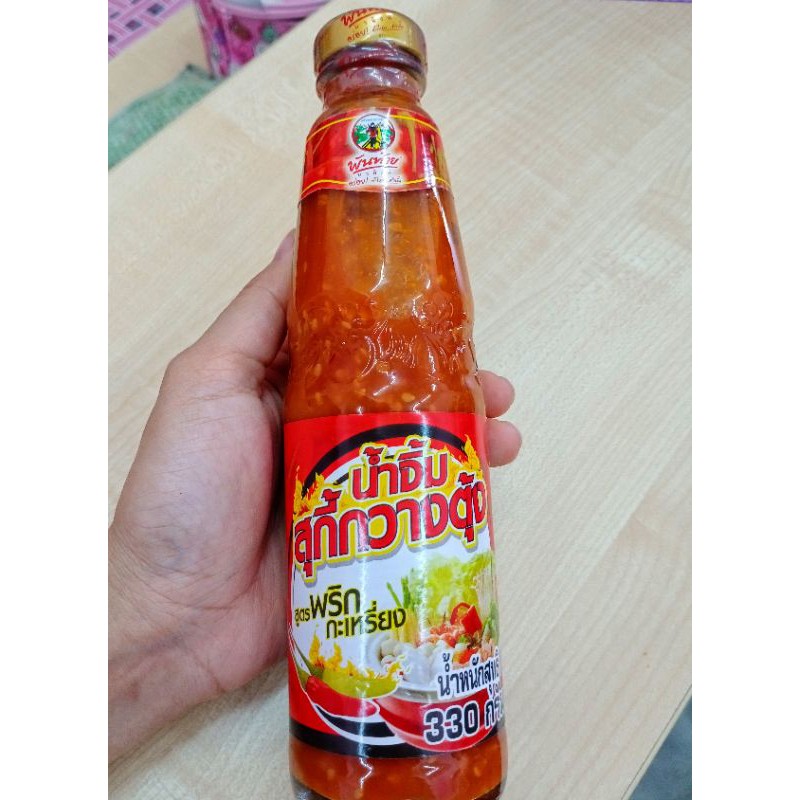 พันท้าย
น้ำจิ้ม
สุกี้กวางตุ้ง
สูตรพริก
กะเหรี่ยง
น้ำหนักสุทธิ
330 กรัม